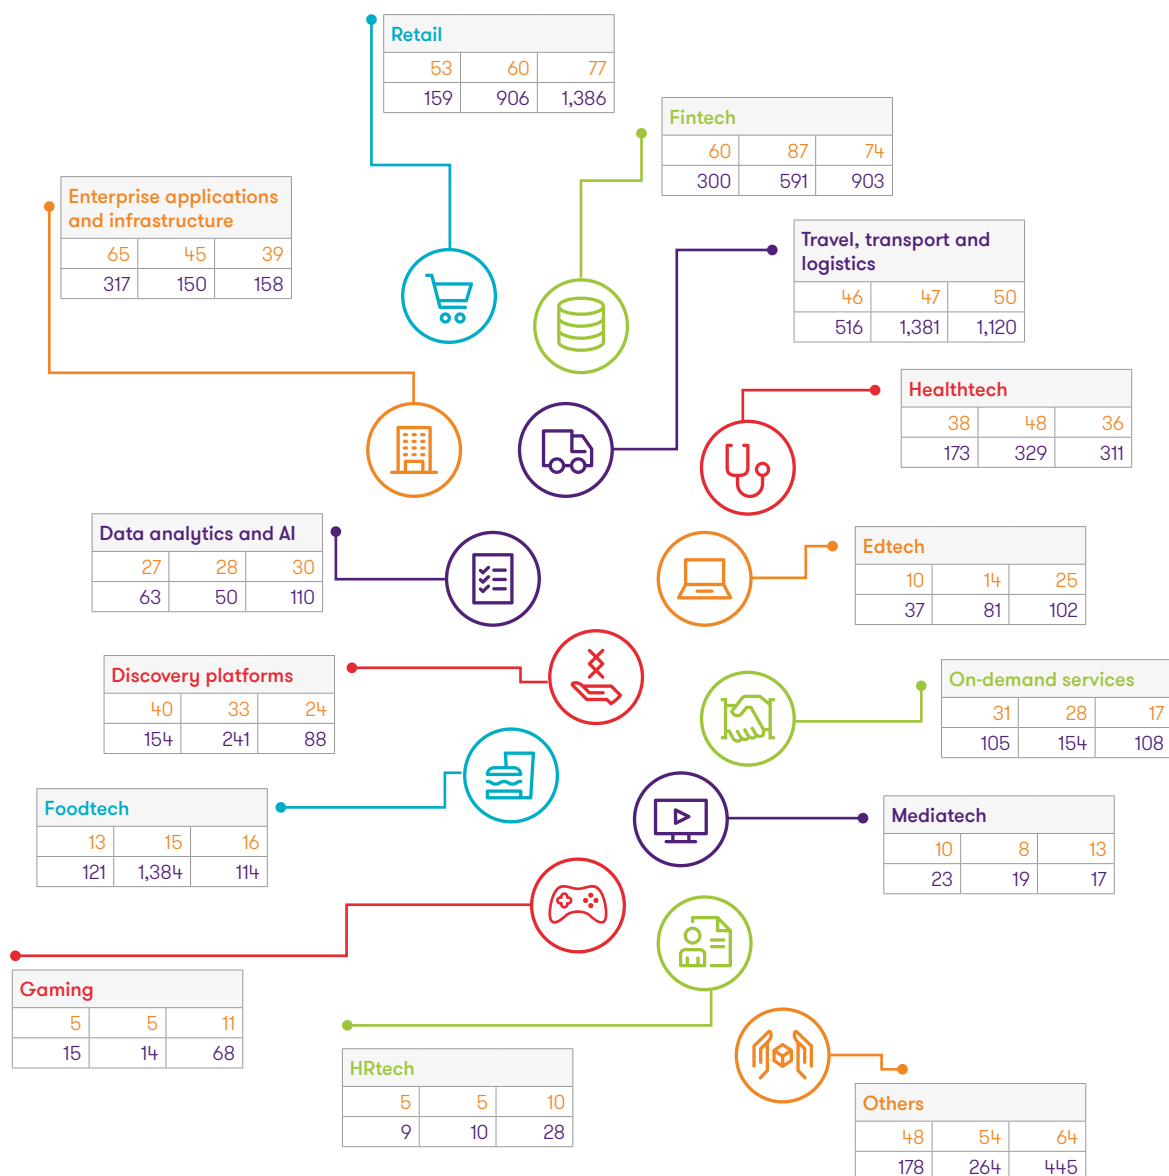 Retail
53 60 77
159 906 1,386
Fintech
60 87 74
300 591 903
Enterprise applications
and infrastructure
65 45 39
317 150 158
Travel, transport and
logistics
46 47 50
516 1,381 1,120
Healthtech
38 48 36
173 329 311
Data analytics and AI
27 28 30
63 50 110
Edtech
10 14 25
37 81 102
Discovery platforms
40 33 24
154 241 88
On-demand services
31 28 17
105 154 108
Foodtech
13 15 16
121 1,384 114
Mediatech
10 8 13
23 19 17
Gaming
5 5 11
15 14 68
HRtech
5 5 10
9 10 28
Others
48 54 64
178 264 445